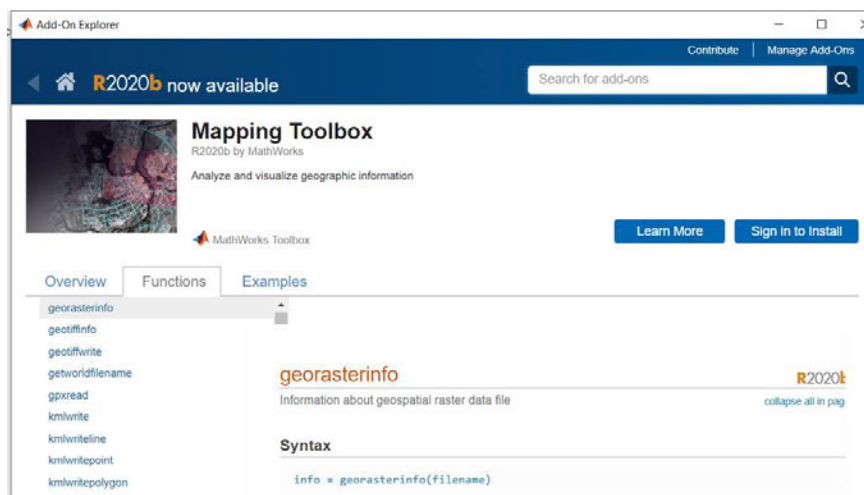 Add-On Explorer
Contribute | Manage Add-Ons
R2020b now available
Search for add-ons
Mapping Toolbox
R2020b by MathWorks
Analyze and visualize geographic information
MathWorks Toolbox
Learn More
Sign in to Install
Overview
Functions
Examples
georasterinfo
geotiffinfo
geotiffwrite
getworldfilename
gpxread
kmlwrite
kmlwriteline
kmlwritepoint
kmlwritepolygon
georasterinfo
R2020b
Information about geospatial raster data file
collapse all in pag
Syntax
info = georasterinfo(filename)